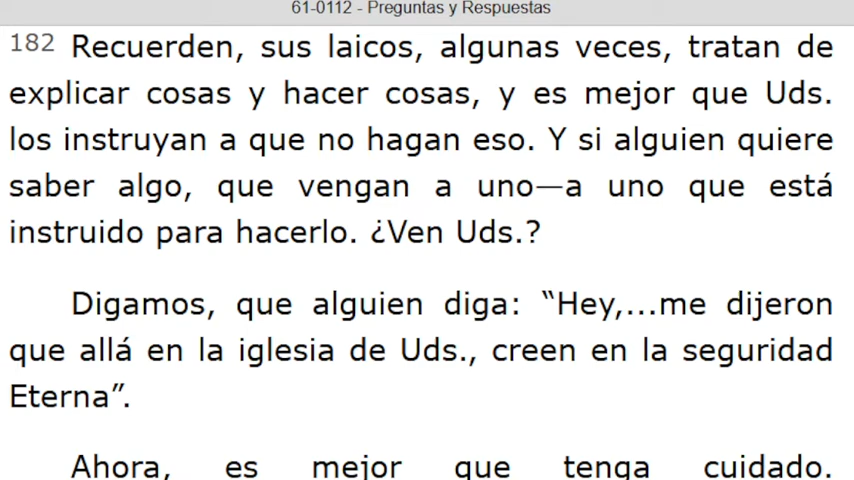 61-0112 - Preguntas y Respuestas
182 Recuerden, sus laicos, algunas veces, tratan de
explicar cosas y hacer cosas, y es mejor que Uds.
los instruyan a que no hagan eso. Y si alguien quiere
saber algo, que vengan a uno—a uno que está
instruido para hacerlo. ¿Ven Uds.?
Digamos, que alguien diga: “Hey,...me dijeron
que allá en la iglesia de Uds., creen en la seguridad
Eterna”.
Ahora, es mejor que tenga cuidado.